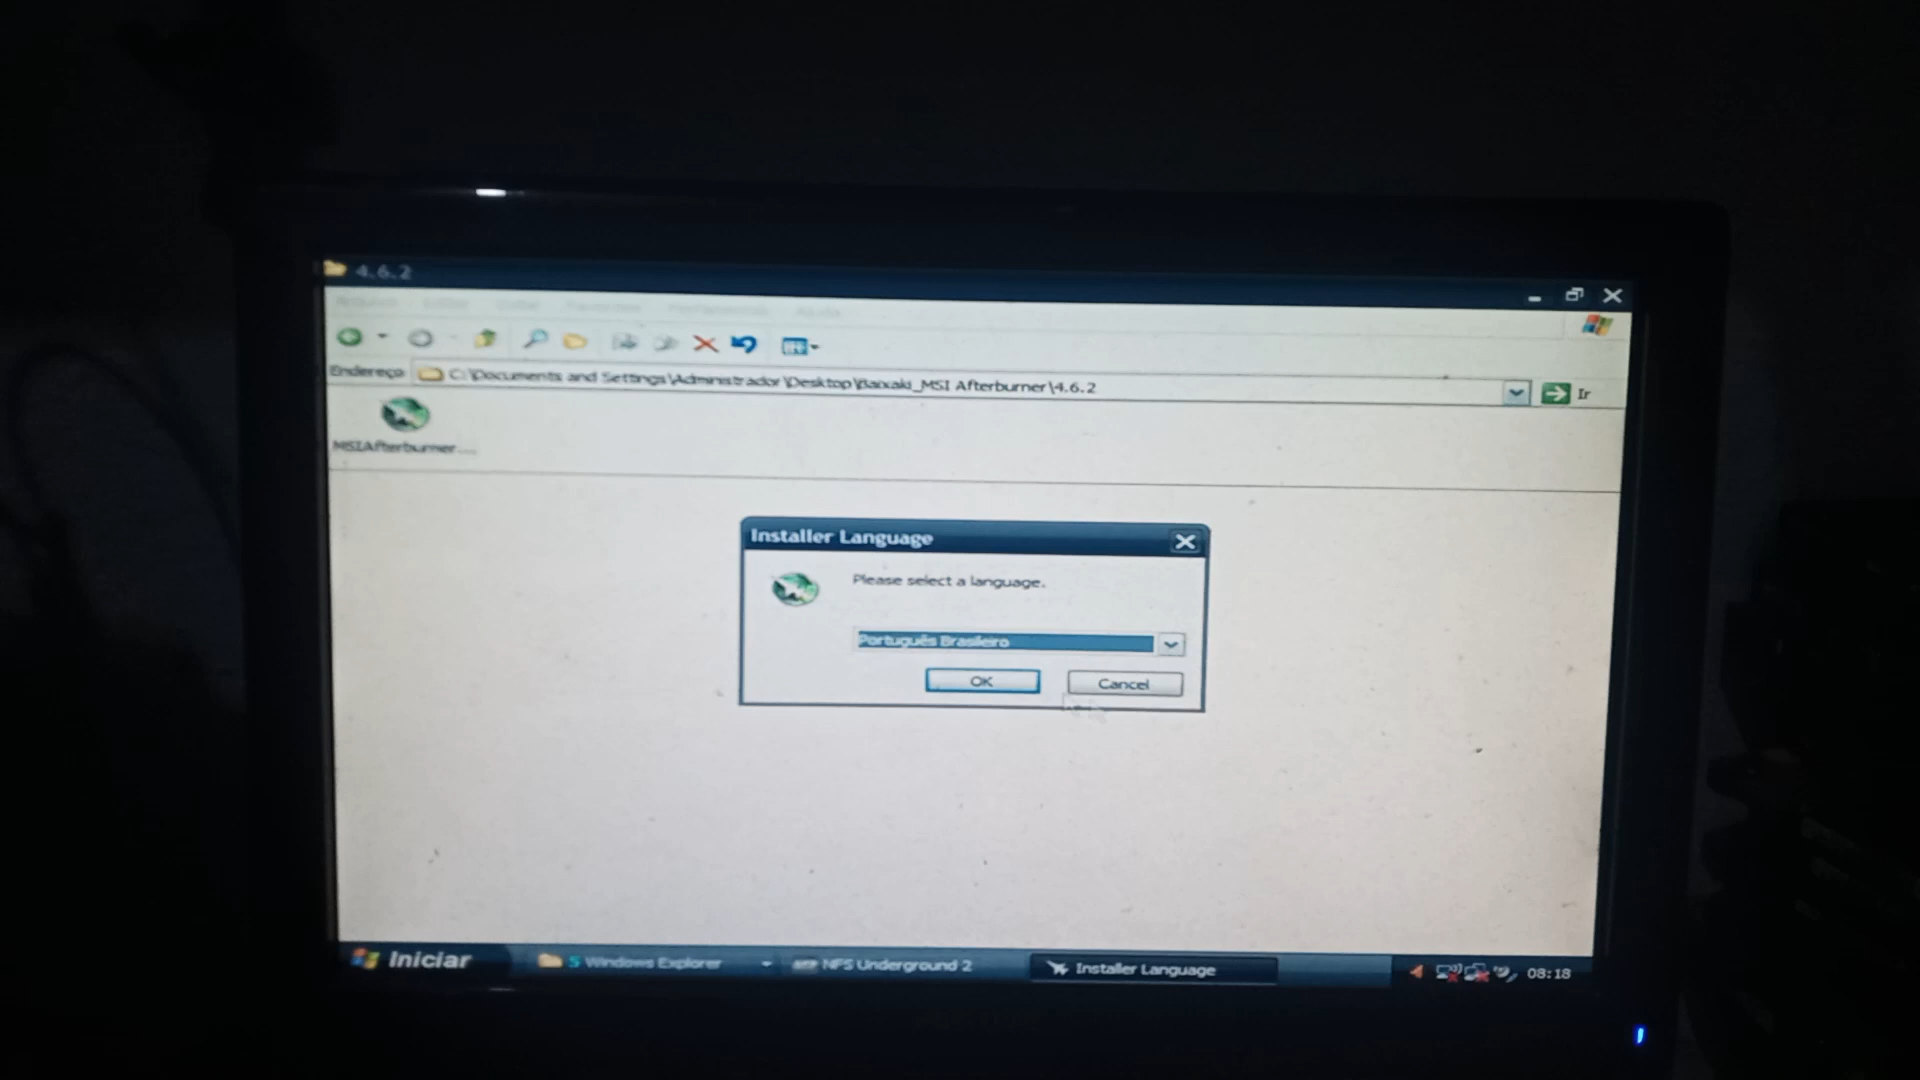 4.6.2
Endereço C:\Documents and Settings\Administrador\Desktop\Baixaki_MSI Afterburner\4.6.2 Ir
MSIAfterburner....
Installer Language
Please select a language.
Português Brasileiro
OK Cancel
Iniciar 5 Windows Explorer NFS Underground 2 Installer Language 08:18